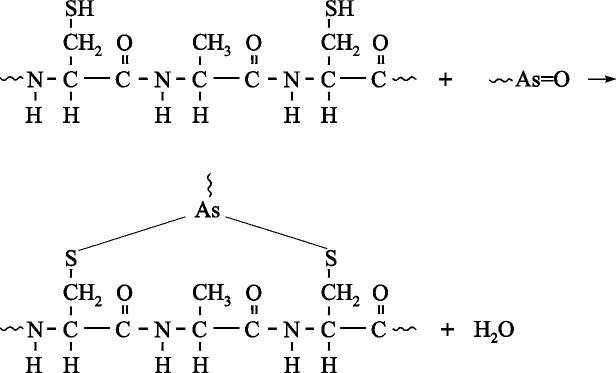 SH SH
CH₂ O CH₃ O CH₂ O
N C C N C C N C C + As=O
H H H H H H
As
S S
CH₂ O CH₃ O CH₂ O
N C C N C C N C C + H₂O
H H H H H H